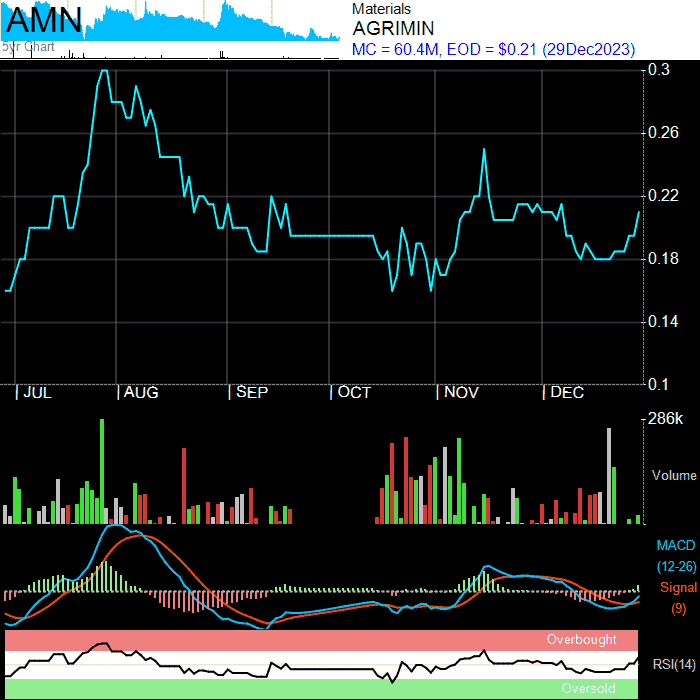 AMN
5yr Chart
Materials
AGRIMIN
MC = 60.4M, EOD = $0.21 (29Dec2023)
0.3
0.26
0.22
0.18
0.14
0.1
JUL AUG SEP OCT NOV DEC
286k
Volume
MACD
(12-26)
Signal
(9)
Overbought
RSI(14)
Oversold